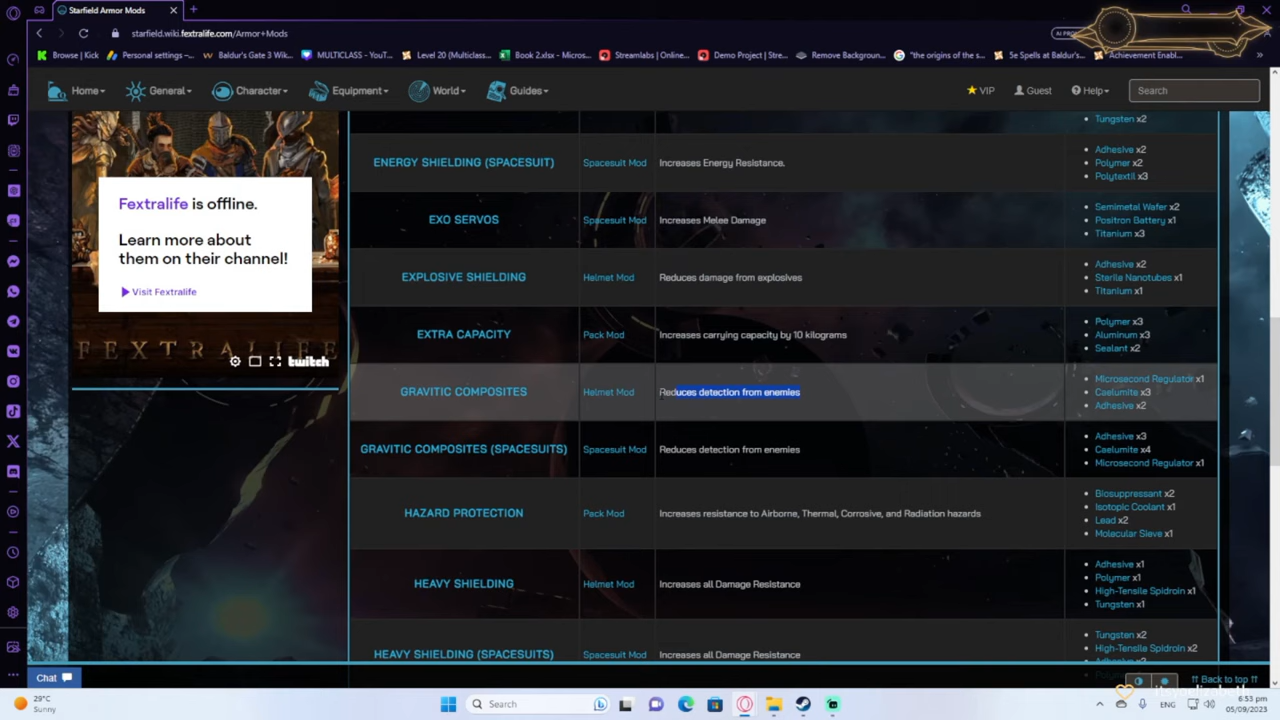 Starfield Armor Mods
starfield.wiki.fextralife.com/Armor+Mods
Browse | Kick
Personal settings –...
Baldur's Gate 3 Wik...
MULTICLASS - YouT...
Level 20 (Multiclass...
Book 2.xlsx - Micros...
Streamlabs | Online...
Demo Project | Stre...
Remove Backgroun...
"the origins of the s...
5e Spells at Baldur's...
Achievement Enabl...
Home
General
Character
Equipment
World
Guides
VIP
Guest
Help
Search
Tungsten x2
Fextralife is offline.
Learn more about
them on their channel!
Visit Fextralife
FEXTRALIFE
twitch
ENERGY SHIELDING (SPACESUIT)
Spacesuit Mod
Increases Energy Resistance.
Adhesive x2
Polymer x2
Polytextil x3
EXO SERVOS
Spacesuit Mod
Increases Melee Damage
Semimetal Wafer x2
Positron Battery x1
Titanium x3
EXPLOSIVE SHIELDING
Helmet Mod
Reduces damage from explosives
Adhesive x2
Sterile Nanotubes x1
Titanium x1
EXTRA CAPACITY
Pack Mod
Increases carrying capacity by 10 kilograms
Polymer x3
Aluminum x3
Sealant x2
GRAVITIC COMPOSITES
Helmet Mod
Reduces detection from enemies
Microsecond Regulator x1
Caelumite x3
Adhesive x2
GRAVITIC COMPOSITES (SPACESUITS)
Spacesuit Mod
Reduces detection from enemies
Adhesive x3
Caelumite x4
Microsecond Regulator x1
HAZARD PROTECTION
Pack Mod
Increases resistance to Airborne, Thermal, Corrosive, and Radiation hazards
Biosuppressant x2
Isotopic Coolant x1
Lead x2
Molecular Sieve x1
HEAVY SHIELDING
Helmet Mod
Increases all Damage Resistance
Adhesive x1
Polymer x1
High-Tensile Spidroin x1
Tungsten x1
HEAVY SHIELDING (SPACESUITS)
Spacesuit Mod
Increases all Damage Resistance
Tungsten x2
High-Tensile Spidroin x2
Chat
Back to top
29°C
Sunny
Search
ENG
6:53 pm
05/09/2023